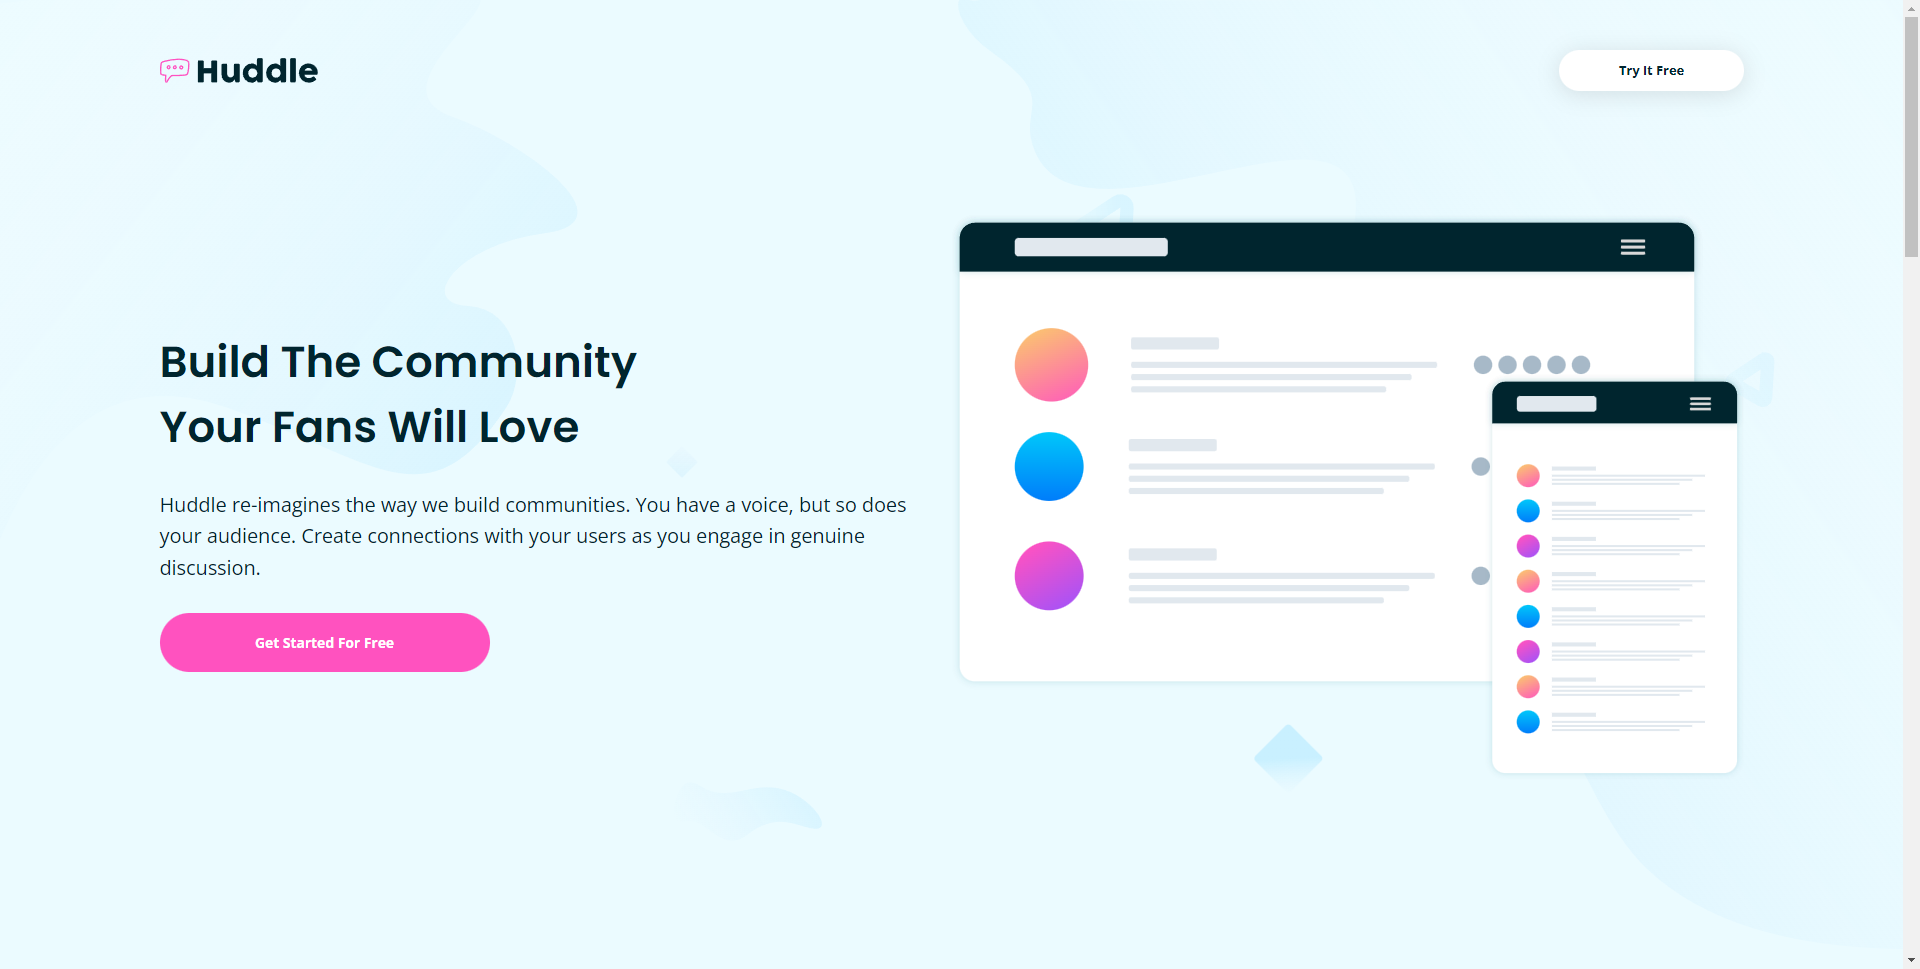 Huddle
Try It Free
Build The Community
Your Fans Will Love
Huddle re-imagines the way we build communities. You have a voice, but so does
your audience. Create connections with your users as you engage in genuine
discussion.
Get Started For Free